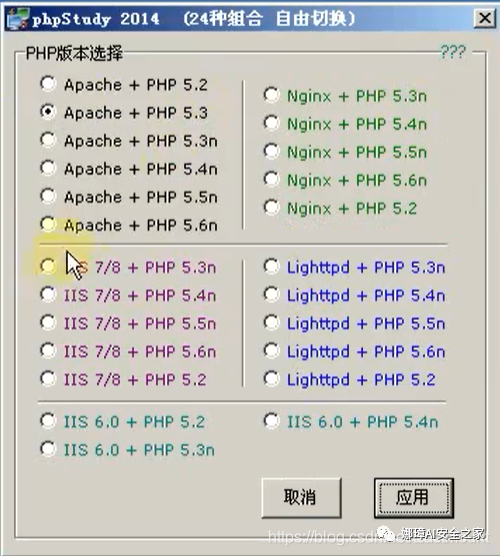 phpStudy 2014 (24种组合 自由切换)
PHP版本选择
???
Apache + PHP 5.2
Apache + PHP 5.3
Apache + PHP 5.3n
Apache + PHP 5.4n
Apache + PHP 5.5n
Apache + PHP 5.6n
Nginx + PHP 5.3n
Nginx + PHP 5.4n
Nginx + PHP 5.5n
Nginx + PHP 5.6n
Nginx + PHP 5.2
IIS 7/8 + PHP 5.3n
IIS 7/8 + PHP 5.4n
IIS 7/8 + PHP 5.5n
IIS 7/8 + PHP 5.6n
IIS 7/8 + PHP 5.2
Lighttpd + PHP 5.3n
Lighttpd + PHP 5.4n
Lighttpd + PHP 5.5n
Lighttpd + PHP 5.6n
Lighttpd + PHP 5.2
IIS 6.0 + PHP 5.2
IIS 6.0 + PHP 5.3n
IIS 6.0 + PHP 5.4n
取消
应用
娜璋AI安全之家